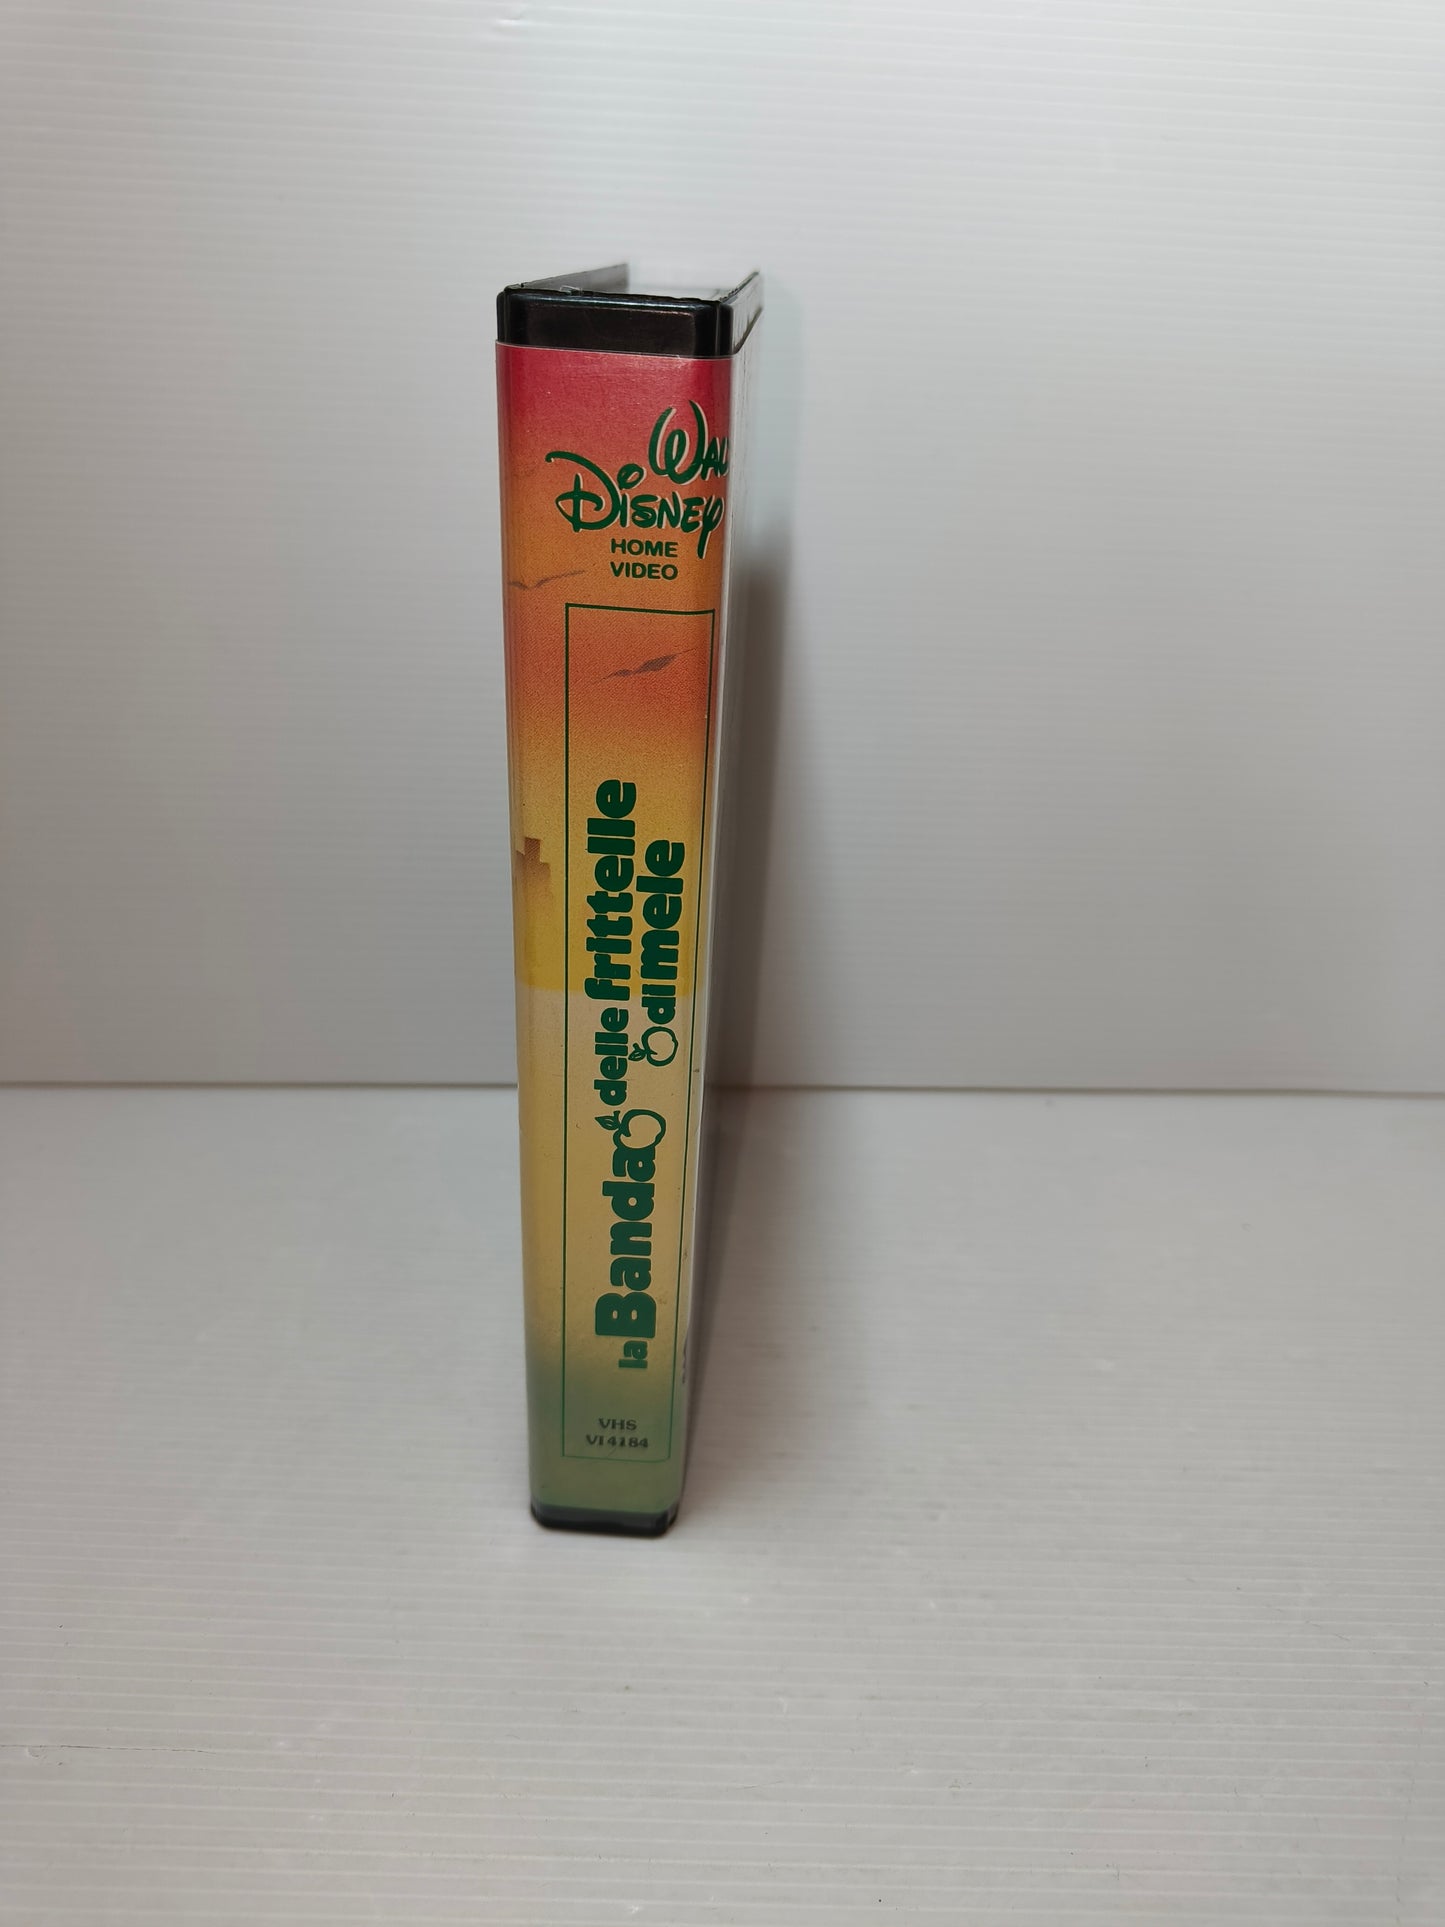 WALT
DISNEY
HOME
VIDEO
la Banda delle frittelle
di mele
VHS
VI 4184